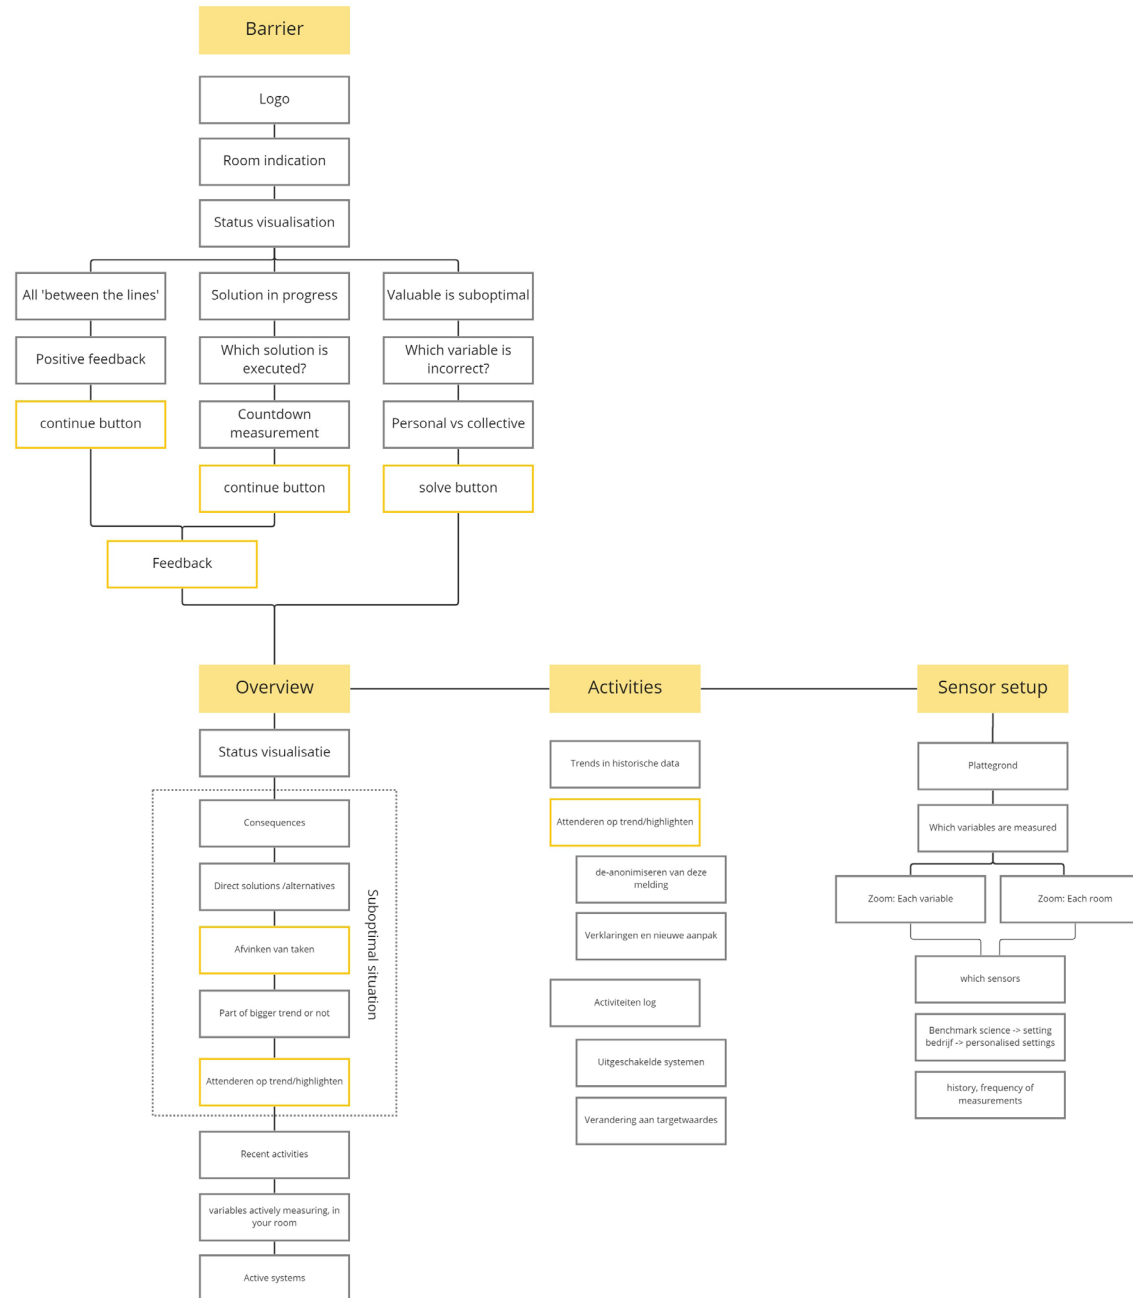 Barrier
Logo
Room indication
Status visualisation
All 'between the lines'
Solution in progress
Valuable is suboptimal
Positive feedback
Which solution is
executed?
Which variable is
incorrect?
continue button
Countdown
measurement
Personal vs collective
continue button
solve button
Feedback
Overview
Activities
Sensor setup
Status visualisatie
Consequences
Direct solutions /alternatives
Afvinken van taken
Part of bigger trend or not
Attenderen op trend/highlighten
Suboptimal situation
Recent activities
variables actively measuring, in
your room
Active systems
Trends in historische data
Attenderen op trend/highlighten
de-anonimiseren van deze
melding
Verklaringen en nieuwe aanpak
Activiteiten log
Uitgeschakelde systemen
Verandering aan targetwaardes
Plattegrond
Which variables are measured
Zoom: Each variable
Zoom: Each room
which sensors
Benchmark science -> setting
bedrijf -> personalised settings
history, frequency of
measurements